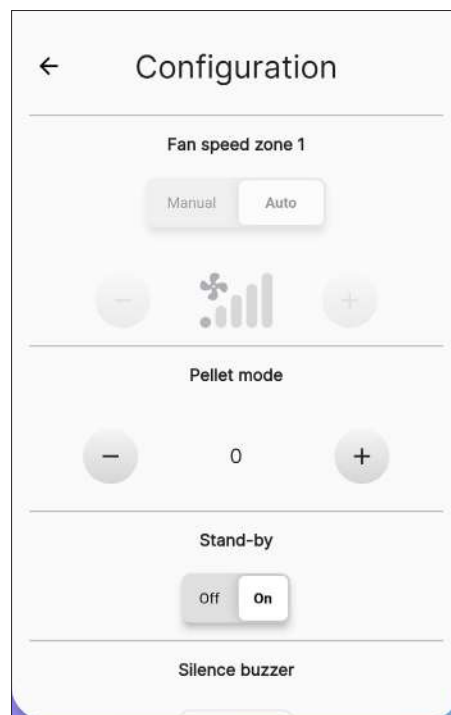 Configuration
Fan speed zone 1
Manual Auto
Pellet mode
0
Stand-by
Off On
Silence buzzer